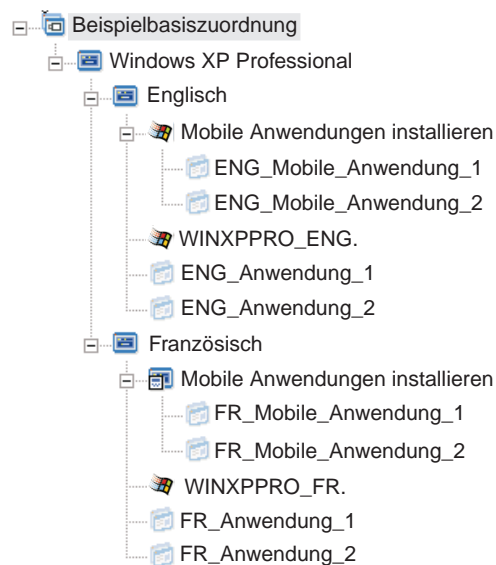 Beispielbasiszuordnung
Windows XP Professional
Englisch
Mobile Anwendungen installieren
ENG_Mobile_Anwendung_1
ENG_Mobile_Anwendung_2
WINXPPRO_ENG.
ENG_Anwendung_1
ENG_Anwendung_2
Französisch
Mobile Anwendungen installieren
FR_Mobile_Anwendung_1
FR_Mobile_Anwendung_2
WINXPPRO_FR.
FR_Anwendung_1
FR_Anwendung_2